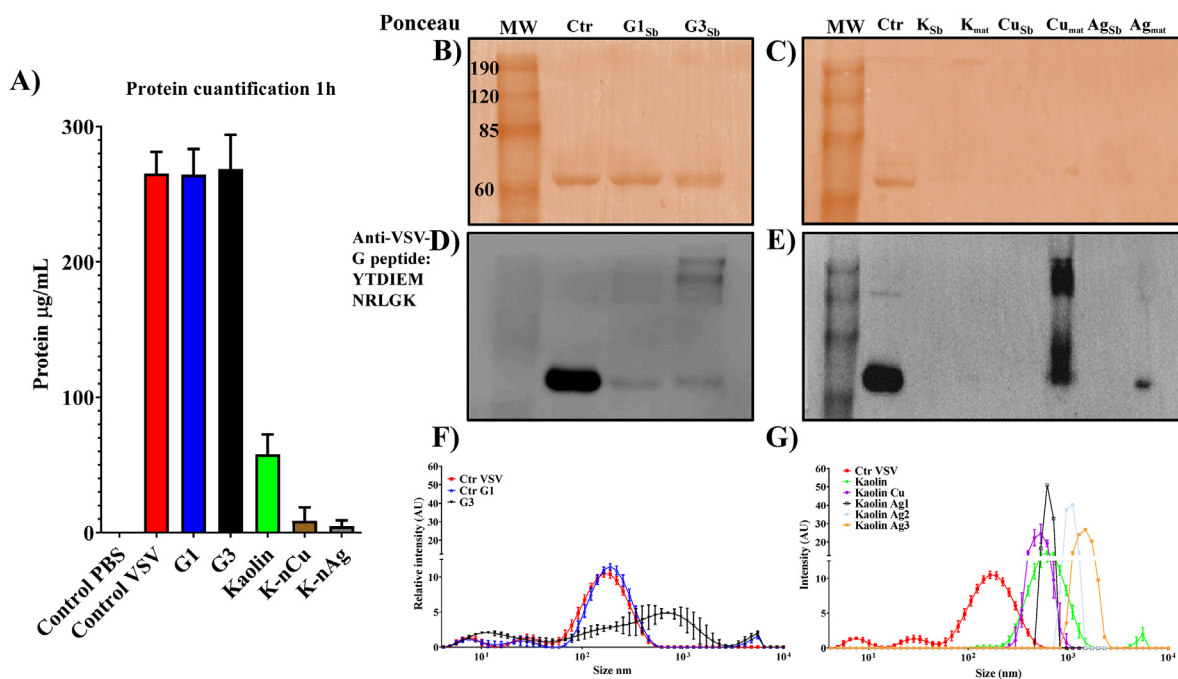 Ponceau
MW Ctr G1Sb G3Sb
MW Ctr KSb Kmat CuSb Cumat AgSb Agmat
B)
C)
190
120
85
60
A)
Protein cuantification 1h
Protein µg/mL
300
200
100
0
Control PBS
Control VSV
G1
G3
Kaolin
K-nCu
K-nAg
Anti-VSV-
G peptide:
YTDIEM
NRLGK
D)
E)
F)
Ctr VSV
Ctr G1
G3
Relative intensity (AU)
60
50
40
30
20
10
5
0
10¹ 10² 10³ 10⁴
Size nm
G)
Ctr VSV
Kaolin
Kaolin Cu
Kaolin Ag1
Kaolin Ag2
Kaolin Ag3
Intensity (AU)
60
50
40
30
20
10
5
0
10¹ 10² 10³ 10⁴
Size (nm)